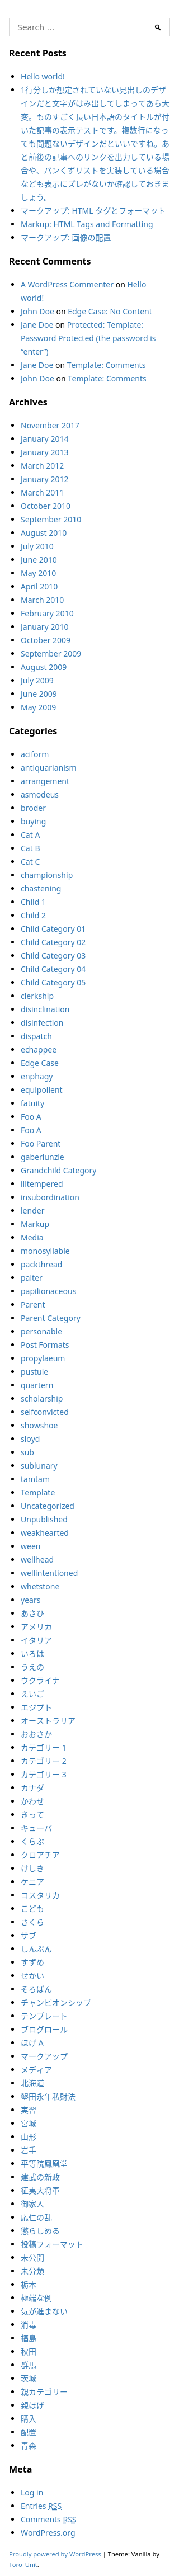 Search …
Recent Posts
Hello world!
1行分しか想定されていない見出しのデザ
インだと文字がはみ出してしまってあら大
変。ものすごく長い日本語のタイトルが付
いた記事の表示テストです。複数行になっ
ても問題ないデザインだといいですね。あ
と前後の記事へのリンクを出力している場
合や、パンくずリストを実装している場合
なども表示にズレがないか確認しておきま
しょう。
マークアップ: HTML タグとフォーマット
Markup: HTML Tags and Formatting
マークアップ: 画像の配置
Recent Comments
A WordPress Commenter on Hello
world!
John Doe on Edge Case: No Content
Jane Doe on Protected: Template:
Password Protected (the password is
“enter”)
Jane Doe on Template: Comments
John Doe on Template: Comments
Archives
November 2017
January 2014
January 2013
March 2012
January 2012
March 2011
October 2010
September 2010
August 2010
July 2010
June 2010
May 2010
April 2010
March 2010
February 2010
January 2010
October 2009
September 2009
August 2009
July 2009
June 2009
May 2009
Categories
aciform
antiquarianism
arrangement
asmodeus
broder
buying
Cat A
Cat B
Cat C
championship
chastening
Child 1
Child 2
Child Category 01
Child Category 02
Child Category 03
Child Category 04
Child Category 05
clerkship
disinclination
disinfection
dispatch
echappee
Edge Case
enphagy
equipollent
fatuity
Foo A
Foo A
Foo Parent
gaberlunzie
Grandchild Category
illtempered
insubordination
lender
Markup
Media
monosyllable
packthread
palter
papilionaceous
Parent
Parent Category
personable
Post Formats
propylaeum
pustule
quartern
scholarship
selfconvicted
showshoe
sloyd
sub
sublunary
tamtam
Template
Uncategorized
Unpublished
weakhearted
ween
wellhead
wellintentioned
whetstone
years
あさひ
アメリカ
イタリア
いろは
うえの
ウクライナ
えいご
エジプト
オーストラリア
おおさか
カテゴリー 1
カテゴリー 2
カテゴリー 3
カナダ
かわせ
きって
キューバ
くらぶ
クロアチア
けしき
ケニア
コスタリカ
こども
さくら
サブ
しんぶん
すずめ
せかい
そろばん
チャンピオンシップ
テンプレート
ブログロール
ほげ A
マークアップ
メディア
北海道
墾田永年私財法
実習
宮城
山形
岩手
平等院鳳凰堂
建武の新政
征夷大将軍
御家人
応仁の乱
懲らしめる
投稿フォーマット
未公開
未分類
栃木
極端な例
気が進まない
消毒
福島
秋田
群馬
茨城
親カテゴリー
親ほげ
購入
配置
青森
Meta
Log in
Entries RSS
Comments RSS
WordPress.org
Proudly powered by WordPress | Theme: Vanilla by
Toro_Unit.